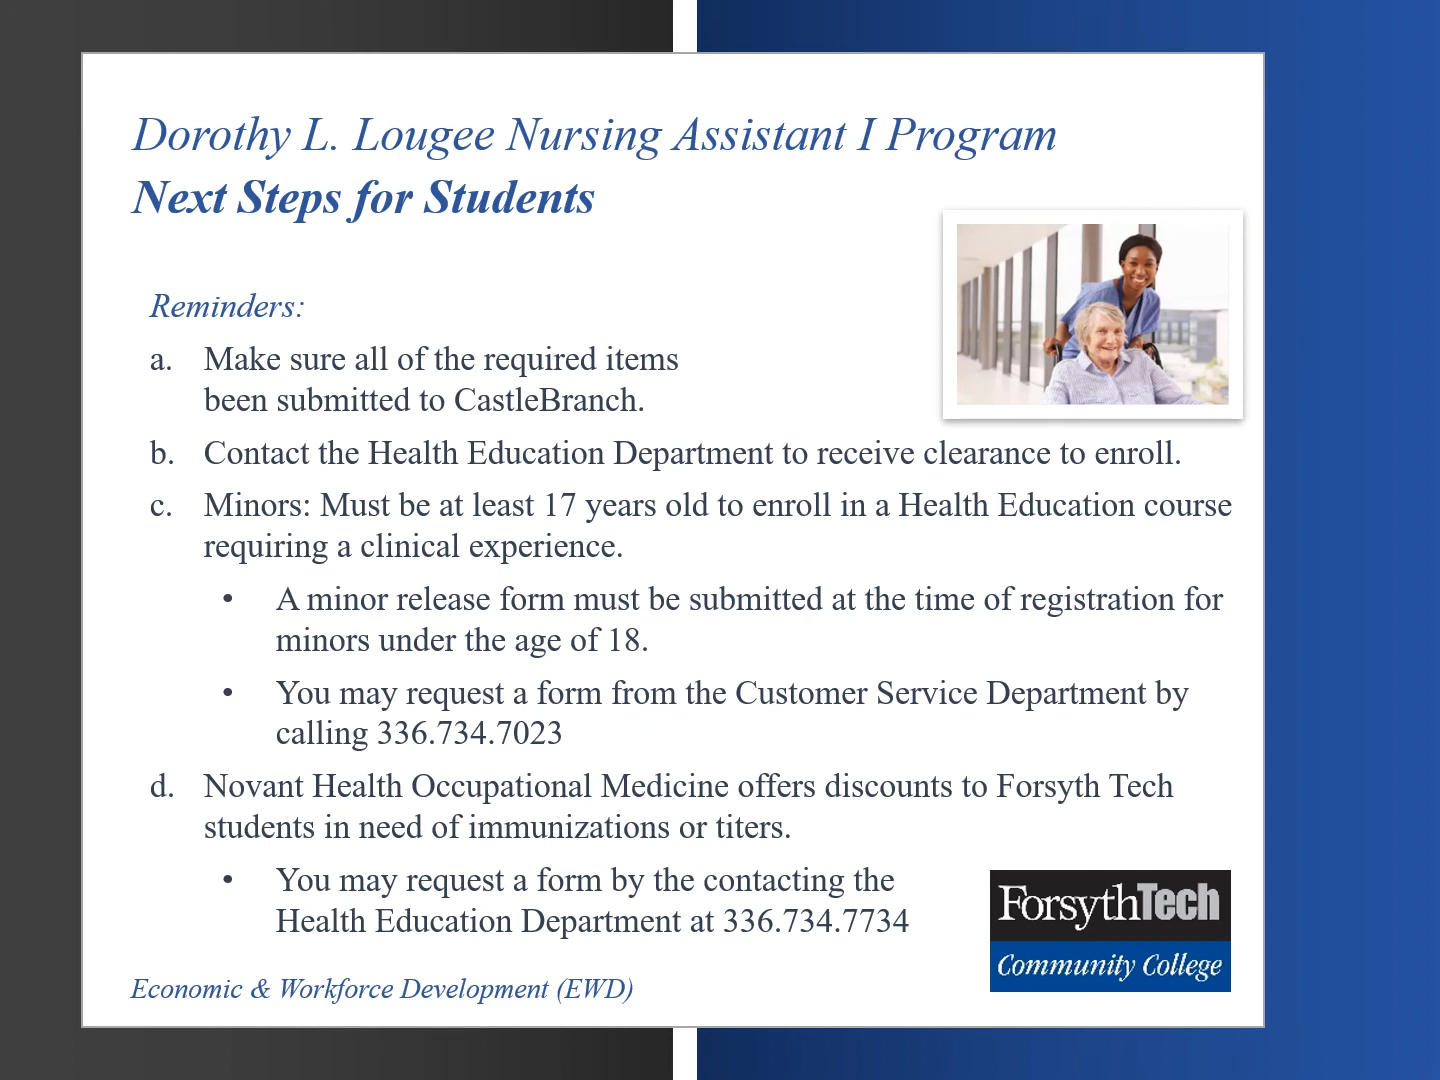 Dorothy L. Lougee Nursing Assistant I Program
Next Steps for Students
Reminders:
a. Make sure all of the required items
been submitted to CastleBranch.
b. Contact the Health Education Department to receive clearance to enroll.
c. Minors: Must be at least 17 years old to enroll in a Health Education course
requiring a clinical experience.
• A minor release form must be submitted at the time of registration for
minors under the age of 18.
• You may request a form from the Customer Service Department by
calling 336.734.7023
d. Novant Health Occupational Medicine offers discounts to Forsyth Tech
students in need of immunizations or titers.
• You may request a form by the contacting the
Health Education Department at 336.734.7734
ForsythTech
Community College
Economic & Workforce Development (EWD)